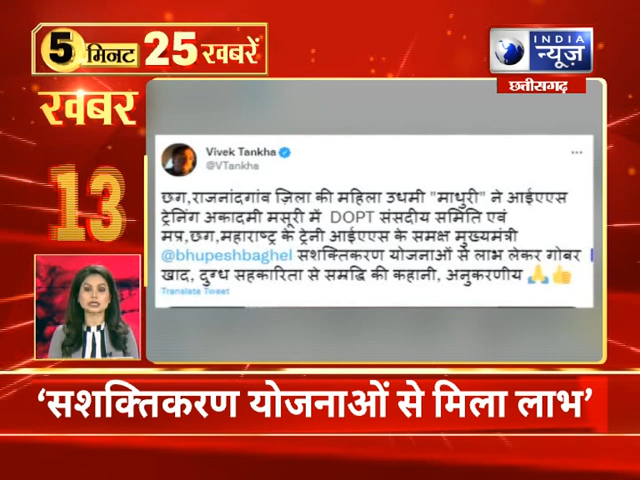 5 मिनट 25 खबरें
INDIA
न्यूज़
छत्तीसगढ़
खबर
13
Vivek Tankha
@VTankha
छग,राजनांदगांव ज़िला की महिला उधमी "माधुरी" ने आईएएस
ट्रेनिंग अकादमी मसूरी में DOPT संसदीय समिति एवं
मप्र,छग,महाराष्ट्र के ट्रेनी आईएएस के समक्ष मुख्यमंत्री
@bhupeshbaghel सशक्तिकरण योजनाओं से लाभ लेकर गोबर
खाद, दुग्ध सहकारिता से समद्धि की कहानी, अनुकरणीय 🙏👍
Translate Tweet
‘सशक्तिकरण योजनाओं से मिला लाभ’